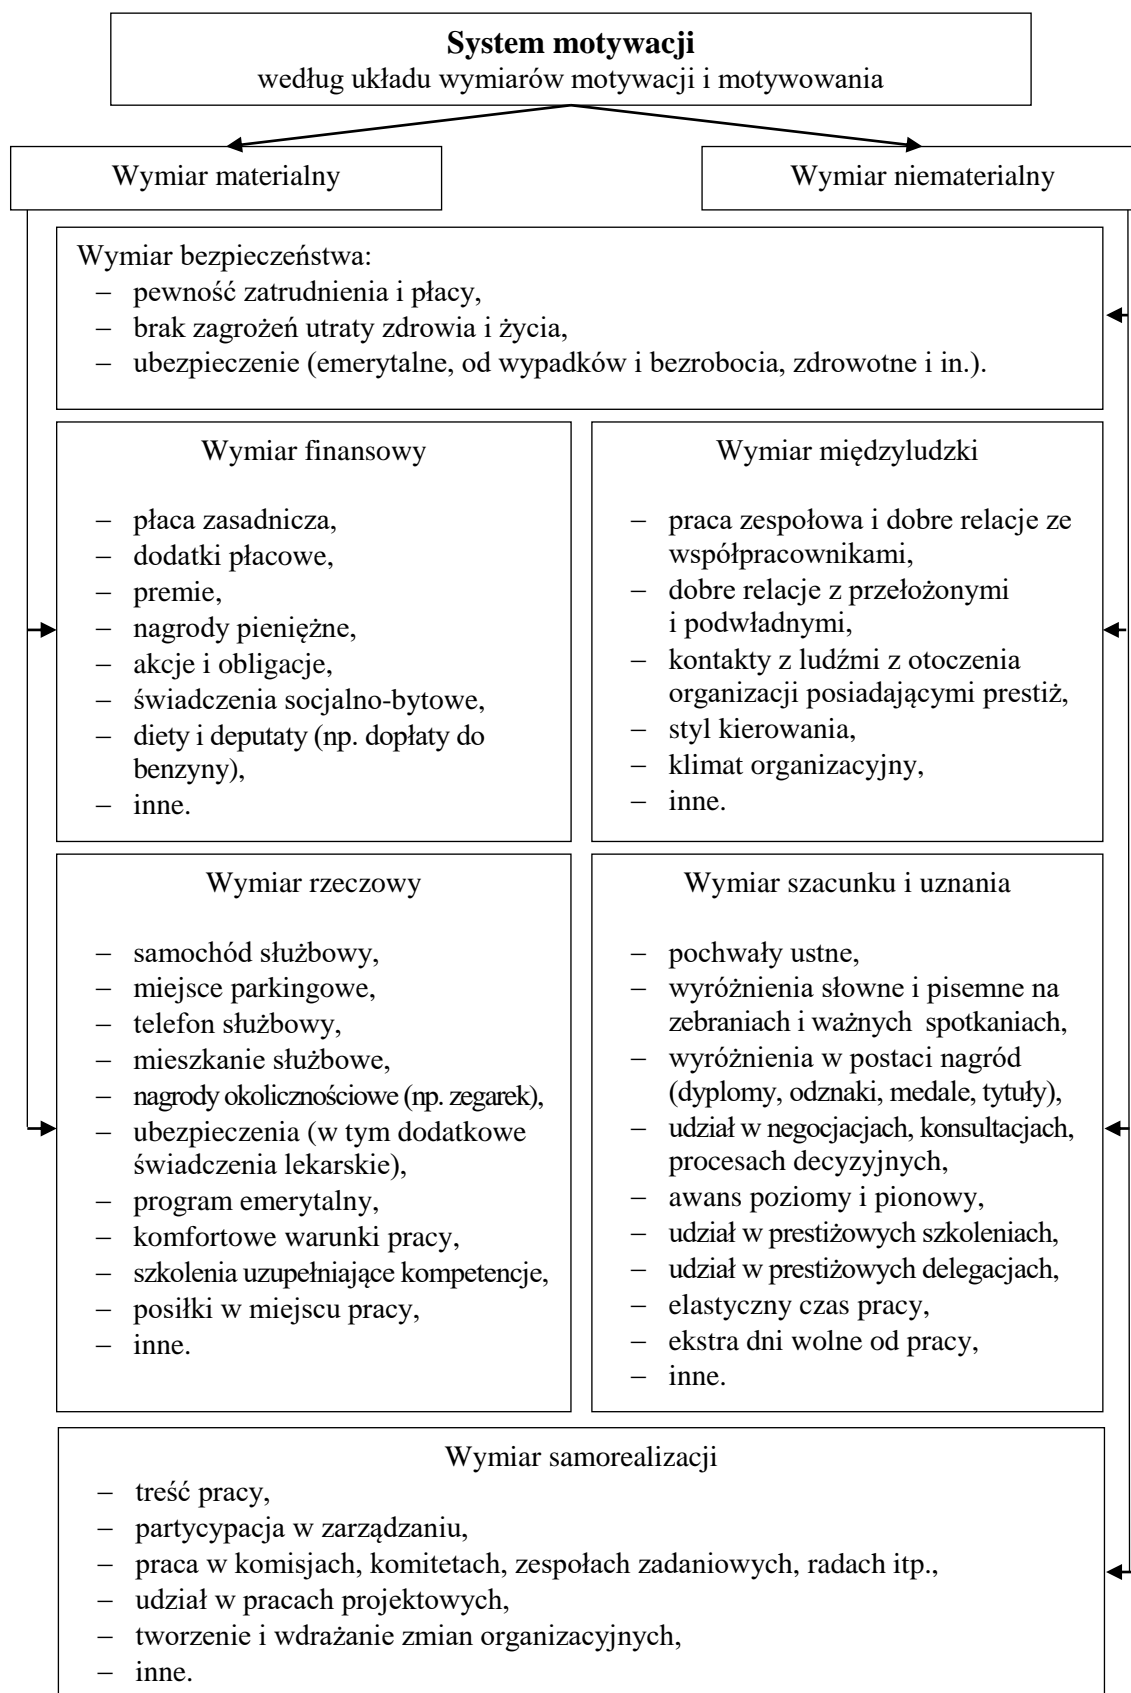 System motywacji
według układu wymiarów motywacji i motywowania
Wymiar materialny
Wymiar niematerialny
Wymiar bezpieczeństwa:
– pewność zatrudnienia i płacy,
– brak zagrożeń utraty zdrowia i życia,
– ubezpieczenie (emerytalne, od wypadków i bezrobocia, zdrowotne i in.).
Wymiar finansowy
– płaca zasadnicza,
– dodatki płacowe,
– premie,
– nagrody pieniężne,
– akcje i obligacje,
– świadczenia socjalno-bytowe,
– diety i deputaty (np. dopłaty do
benzyny),
– inne.
Wymiar międzyludzki
– praca zespołowa i dobre relacje ze
współpracownikami,
– dobre relacje z przełożonymi
i podwładnymi,
– kontakty z ludźmi z otoczenia
organizacji posiadającymi prestiż,
– styl kierowania,
– klimat organizacyjny,
– inne.
Wymiar rzeczowy
– samochód służbowy,
– miejsce parkingowe,
– telefon służbowy,
– mieszkanie służbowe,
– nagrody okolicznościowe (np. zegarek),
– ubezpieczenia (w tym dodatkowe
świadczenia lekarskie),
– program emerytalny,
– komfortowe warunki pracy,
– szkolenia uzupełniające kompetencje,
– posiłki w miejscu pracy,
– inne.
Wymiar szacunku i uznania
– pochwały ustne,
– wyróżnienia słowne i pisemne na
zebraniach i ważnych spotkaniach,
– wyróżnienia w postaci nagród
(dyplomy, odznaki, medale, tytuły),
– udział w negocjacjach, konsultacjach,
procesach decyzyjnych,
– awans poziomy i pionowy,
– udział w prestiżowych szkoleniach,
– udział w prestiżowych delegacjach,
– elastyczny czas pracy,
– ekstra dni wolne od pracy,
– inne.
Wymiar samorealizacji
– treść pracy,
– partycypacja w zarządzaniu,
– praca w komisjach, komitetach, zespołach zadaniowych, radach itp.,
– udział w pracach projektowych,
– tworzenie i wdrażanie zmian organizacyjnych,
– inne.